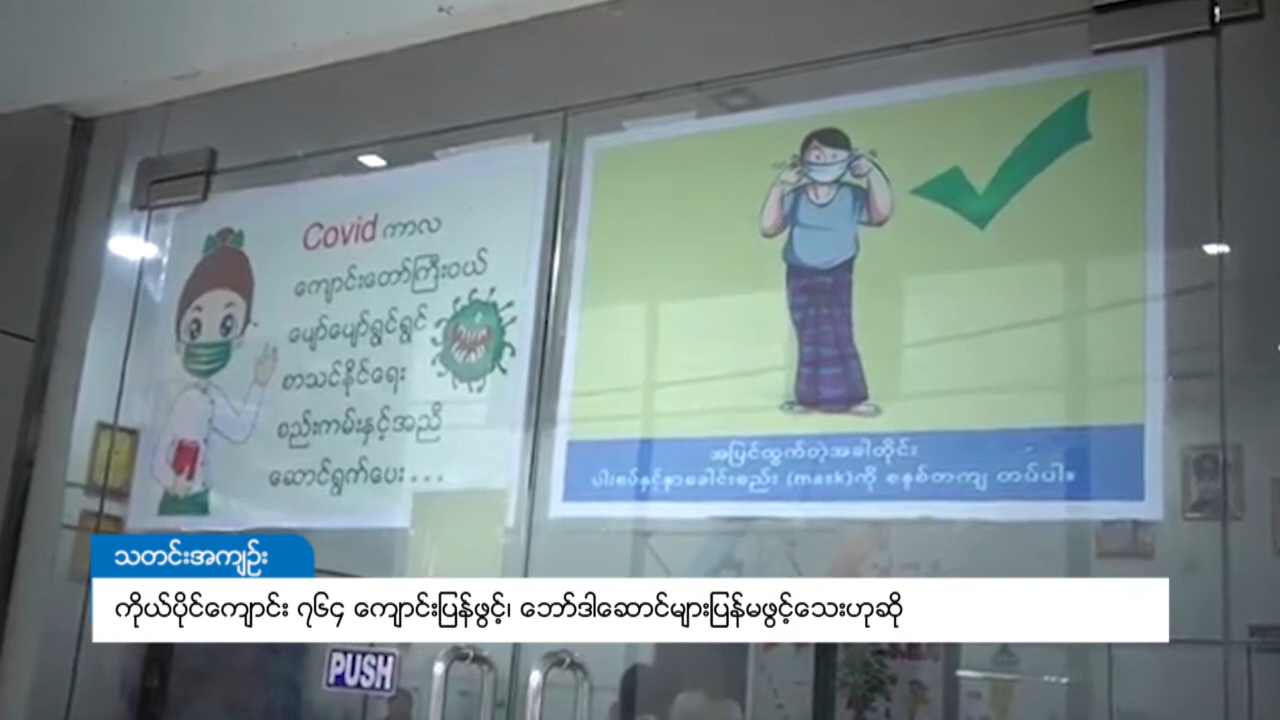 Covid ကာလ
ကျောင်းတော်ကြီးဝယ်
ပျော်ပျော်ရွှင်ရွှင်
စာသင်နိုင်ရေး
စည်းကမ်းနှင့်အညီ
ဆောင်ရွက်ပေး...
အပြင်ထွက်တဲ့အခါတိုင်း
ပါးစပ်နှင့်နှာခေါင်းစည်း (mask)ကို စနစ်တကျ တပ်ပါ။
သတင်းအကျဉ်း
ကိုယ်ပိုင်ကျောင်း ၇၆၄ ကျောင်းပြန်ဖွင့်၊ ဘော်ဒါဆောင်များပြန်မဖွင့်သေးဟုဆို
PUSH